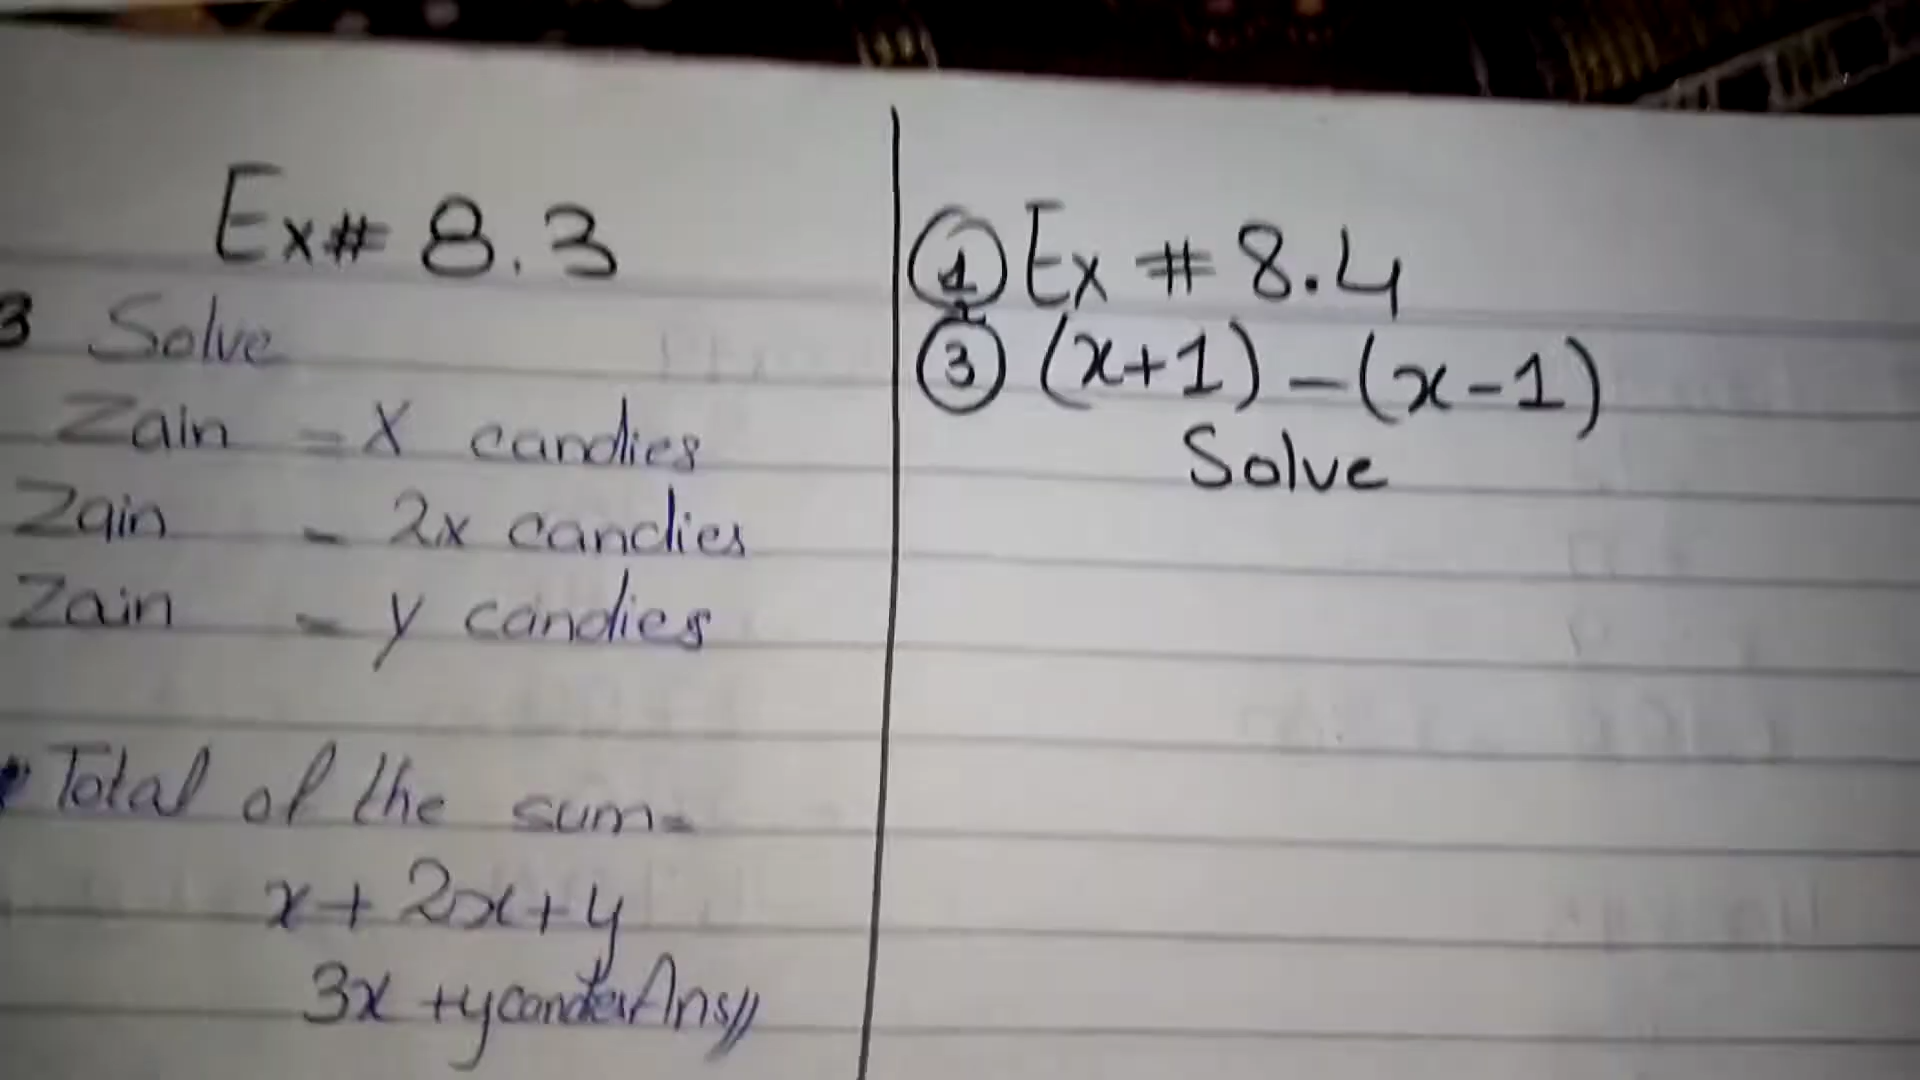 Ex# 8.3
3 Solve
Zain = X candies
Zain - 2x candies
Zain - y candies
Total of the sum=
x + 2x + y
3x + y Ans//
① Ex # 8.4
③ (x+1) - (x-1)
Solve